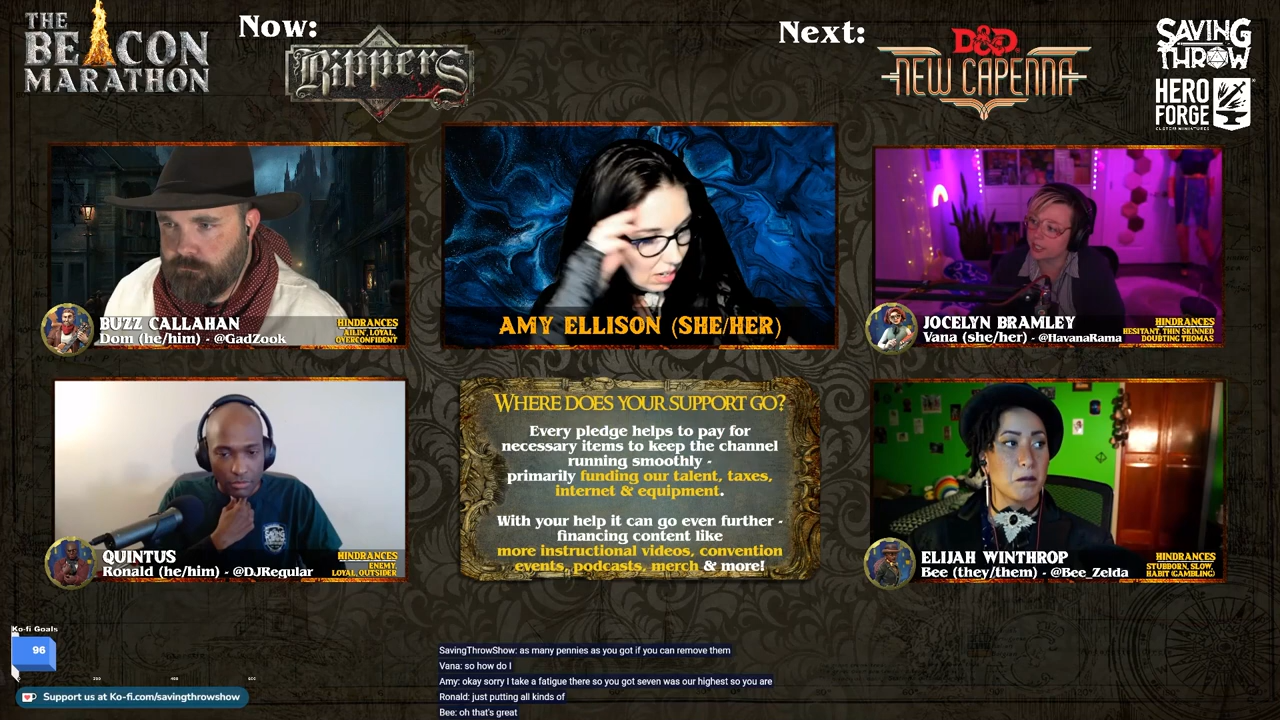 THE
BEACON
MARATHON
Now:
Rippers
Next:
D&D
NEW CAPENNA
SAVING
THROW
HERO
FORGE
CUSTOM MINIATURES
BUZZ CALLAHAN
Dom (he/him) - @GadZook
HINDRANCES
AILIN', LOYAL,
OVERCONFIDENT
AMY ELLISON (SHE/HER)
JOCELYN BRAMLEY
Vana (she/her) - @HavanaRama
HINDRANCES
HESITANT, THIN SKINNED
DOUBTING THOMAS
QUINTUS
Ronald (he/him) - @DJRegular
HINDRANCES
ENEMY,
LOYAL, OUTSIDER
WHERE DOES YOUR SUPPORT GO?
Every pledge helps to pay for
necessary items to keep the channel
running smoothly -
primarily funding our talent, taxes,
internet & equipment.
With your help it can go even further -
financing content like
more instructional videos, convention
events, podcasts, merch & more!
ELIJAH WINTHROP
Bee (they/them) - @Bee_Zelda
HINDRANCES
STUBBORN, SLOW,
HABIT (GAMBLING)
Ko-fi Goals
96
200 400 500
Support us at Ko-fi.com/savingthrowshow
SavingThrowShow: as many pennies as you got if you can remove them
Vana: so how do I
Amy: okay sorry I take a fatigue there so you got seven was our highest so you are
Ronald: just putting all kinds of
Bee: oh that's great